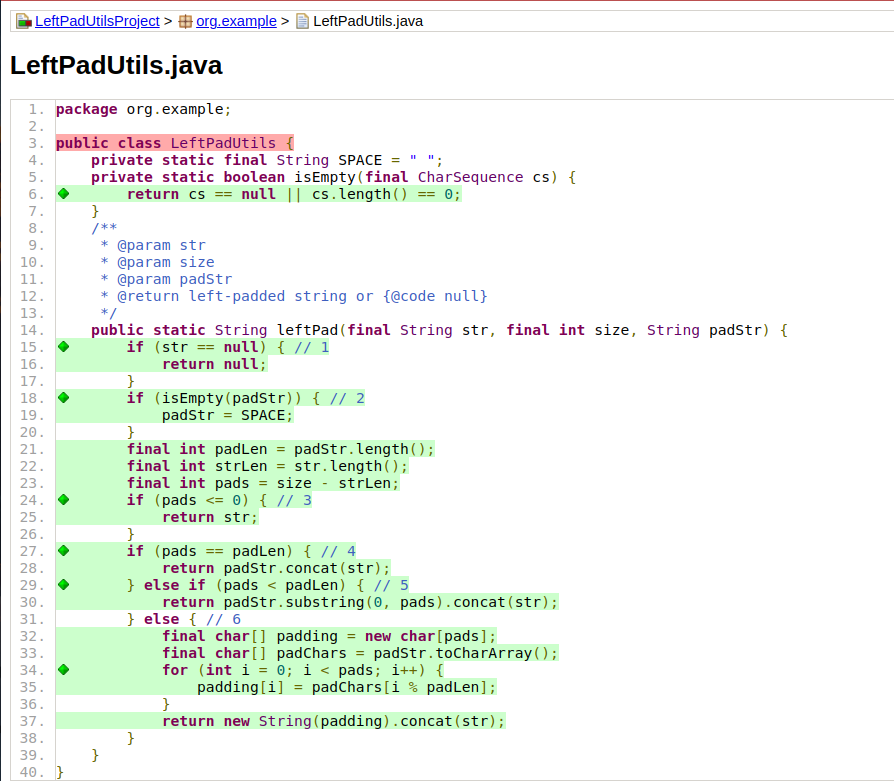 LeftPadUtilsProject > org.example > LeftPadUtils.java
LeftPadUtils.java
1. package org.example;
2.
3. public class LeftPadUtils {
4.     private static final String SPACE = " ";
5.     private static boolean isEmpty(final CharSequence cs) {
6.         return cs == null || cs.length() == 0;
7.     }
8.     /**
9.      * @param str
10.      * @param size
11.      * @param padStr
12.      * @return left-padded string or {@code null}
13.      */
14.     public static String leftPad(final String str, final int size, String padStr) {
15.         if (str == null) { // 1
16.             return null;
17.         }
18.         if (isEmpty(padStr)) { // 2
19.             padStr = SPACE;
20.         }
21.         final int padLen = padStr.length();
22.         final int strLen = str.length();
23.         final int pads = size - strLen;
24.         if (pads <= 0) { // 3
25.             return str;
26.         }
27.         if (pads == padLen) { // 4
28.             return padStr.concat(str);
29.         } else if (pads < padLen) { // 5
30.             return padStr.substring(0, pads).concat(str);
31.         } else { // 6
32.             final char[] padding = new char[pads];
33.             final char[] padChars = padStr.toCharArray();
34.             for (int i = 0; i < pads; i++) {
35.                 padding[i] = padChars[i % padLen];
36.             }
37.             return new String(padding).concat(str);
38.         }
39.     }
40. }